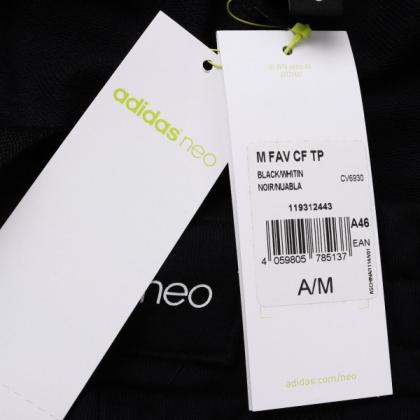 adidas neo
neo
M FAV CF TP
BLACK/WHITIN
NOIR/NUABLA
CV6930
119312443
A46
EAN
4 059805 785137
A/M
adidas.com/neo